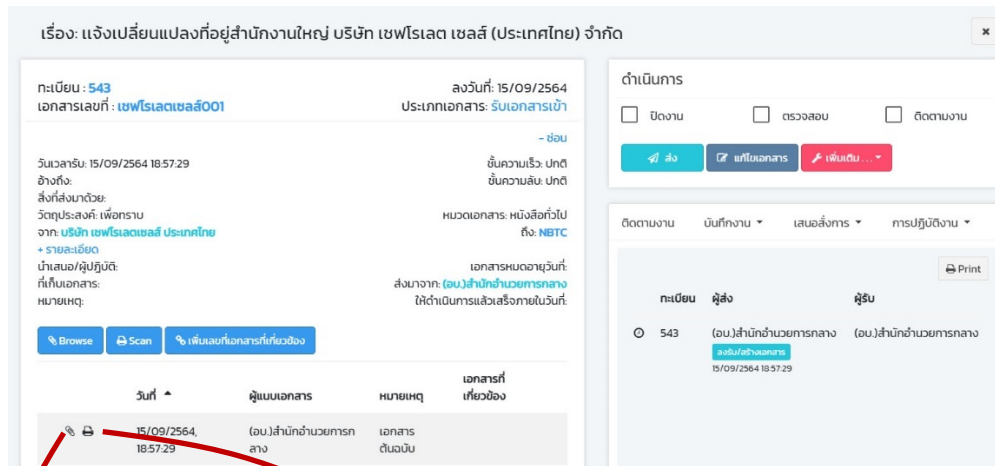 เรื่อง: แจ้งเปลี่ยนแปลงที่อยู่สำนักงานใหญ่ บริษัท เชฟโรเลต เซลส์ (ประเทศไทย) จำกัด
ทะเบียน : 543
ลงวันที่: 15/09/2564
เอกสารเลขที่ : เชฟโรเลตเซลส์001
ประเภทเอกสาร: รับเอกสารเข้า
- ซ่อน
วันเวลารับ: 15/09/2564 18:57:29
ชั้นความเร็ว: ปกติ
อ้างถึง:
ชั้นความลับ: ปกติ
สิ่งที่ส่งมาด้วย:
วัตถุประสงค์: เพื่อทราบ
หมวดเอกสาร: หนังสือทั่วไป
จาก: บริษัท เชฟโรเลตเซลส์ ประเทศไทย
ถึง: NBTC
+ รายละเอียด
นำเสนอ/ผู้ปฏิบัติ:
เอกสารหมดอายุวันที่:
ที่เก็บเอกสาร:
ส่งมาจาก: (อบ.)สำนักอำนวยการกลาง
หมายเหตุ:
ให้ดำเนินการแล้วเสร็จภายในวันที่:
Browse
Scan
เพิ่มเลขที่เอกสารที่เกี่ยวข้อง
วันที่
ผู้แนบเอกสาร
หมายเหตุ
เอกสารที่
เกี่ยวข้อง
15/09/2564,
18:57:29
(อบ.)สำนักอำนวยการก
ลาง
เอกสาร
ต้นฉบับ
ดำเนินการ
ปิดงาน
ตรวจสอบ
ติดตามงาน
ส่ง
แก้ไขเอกสาร
เพิ่มเติม . . .
ติดตามงาน
บันทึกงาน
เสนอสั่งการ
การปฏิบัติงาน
Print
ทะเบียน
ผู้ส่ง
ผู้รับ
543
(อบ.)สำนักอำนวยการกลาง
(อบ.)สำนักอำนวยการกลาง
ลงรับ/สร้างเอกสาร
15/09/2564 18:57:29